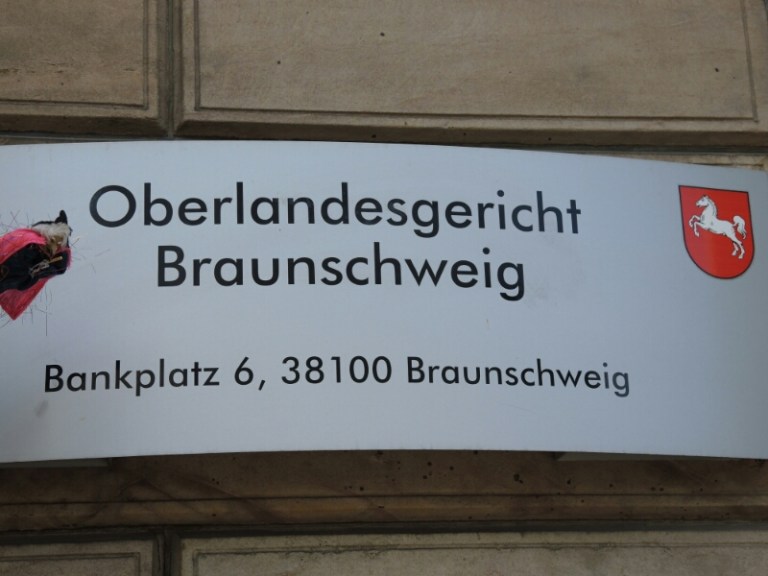 Oberlandesgericht
Braunschweig
Bankplatz 6, 38100 Braunschweig